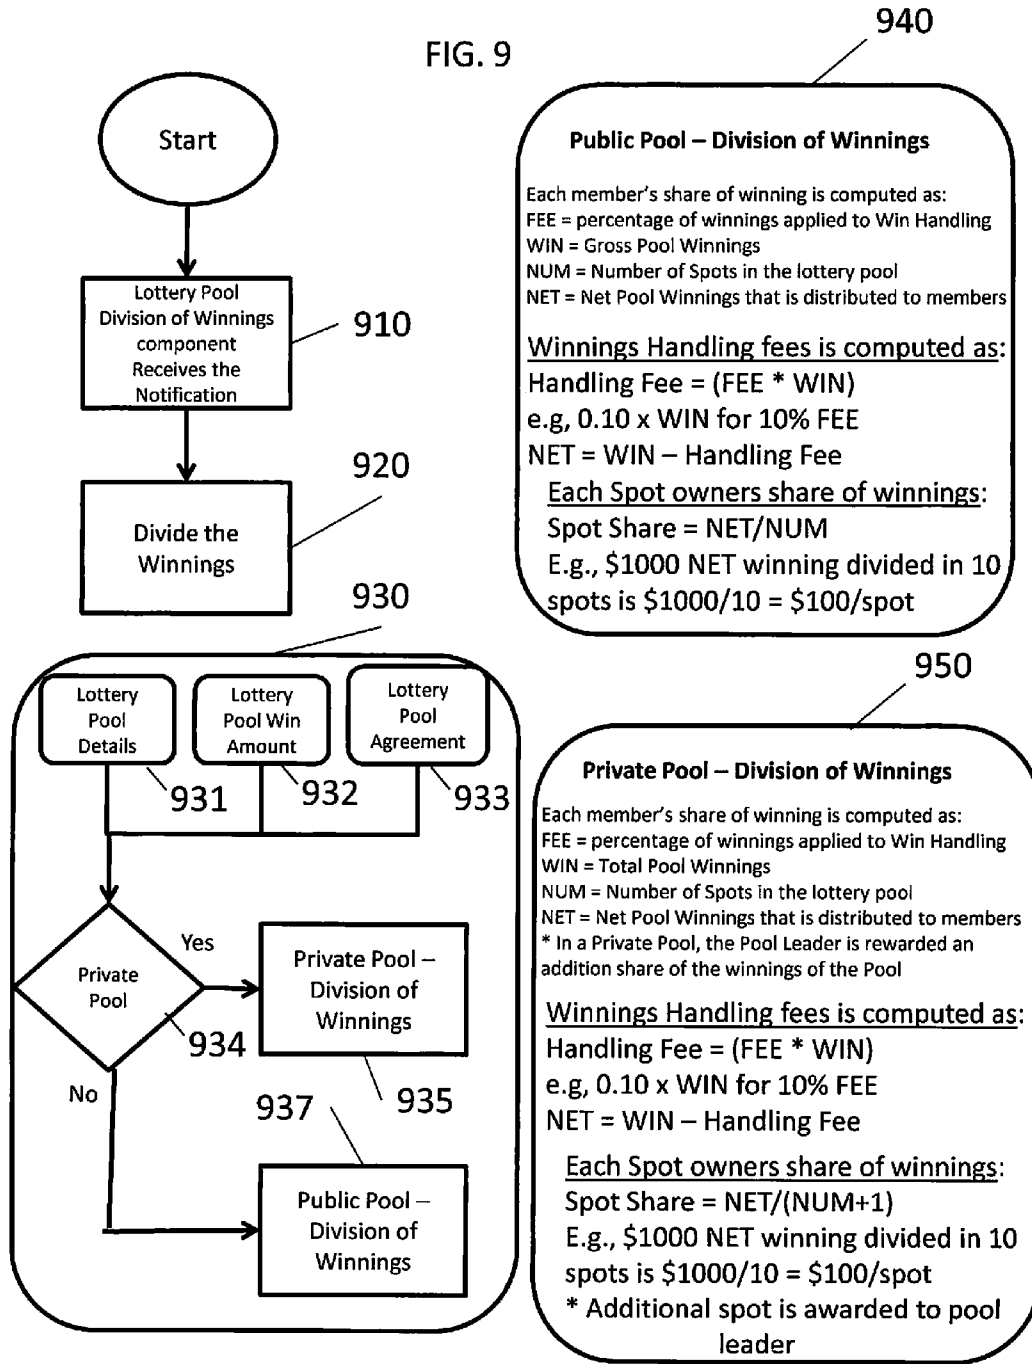 FIG. 9
Start
Lottery Pool
Division of Winnings
component
Receives the
Notification
910
Divide the
Winnings
920
930
Lottery
Pool
Details
931
Lottery
Pool Win
Amount
932
Lottery
Pool
Agreement
933
Private
Pool
934
Yes
No
Private Pool –
Division of
Winnings
935
937
Public Pool –
Division of
Winnings
940
Public Pool – Division of Winnings
Each member's share of winning is computed as:
FEE = percentage of winnings applied to Win Handling
WIN = Gross Pool Winnings
NUM = Number of Spots in the lottery pool
NET = Net Pool Winnings that is distributed to members
Winnings Handling fees is computed as:
Handling Fee = (FEE * WIN)
e.g, 0.10 x WIN for 10% FEE
NET = WIN – Handling Fee
Each Spot owners share of winnings:
Spot Share = NET/NUM
E.g., $1000 NET winning divided in 10
spots is $1000/10 = $100/spot
950
Private Pool – Division of Winnings
Each member's share of winning is computed as:
FEE = percentage of winnings applied to Win Handling
WIN = Total Pool Winnings
NUM = Number of Spots in the lottery pool
NET = Net Pool Winnings that is distributed to members
* In a Private Pool, the Pool Leader is rewarded an
addition share of the winnings of the Pool
Winnings Handling fees is computed as:
Handling Fee = (FEE * WIN)
e.g, 0.10 x WIN for 10% FEE
NET = WIN – Handling Fee
Each Spot owners share of winnings:
Spot Share = NET/(NUM+1)
E.g., $1000 NET winning divided in 10
spots is $1000/10 = $100/spot
* Additional spot is awarded to pool
leader